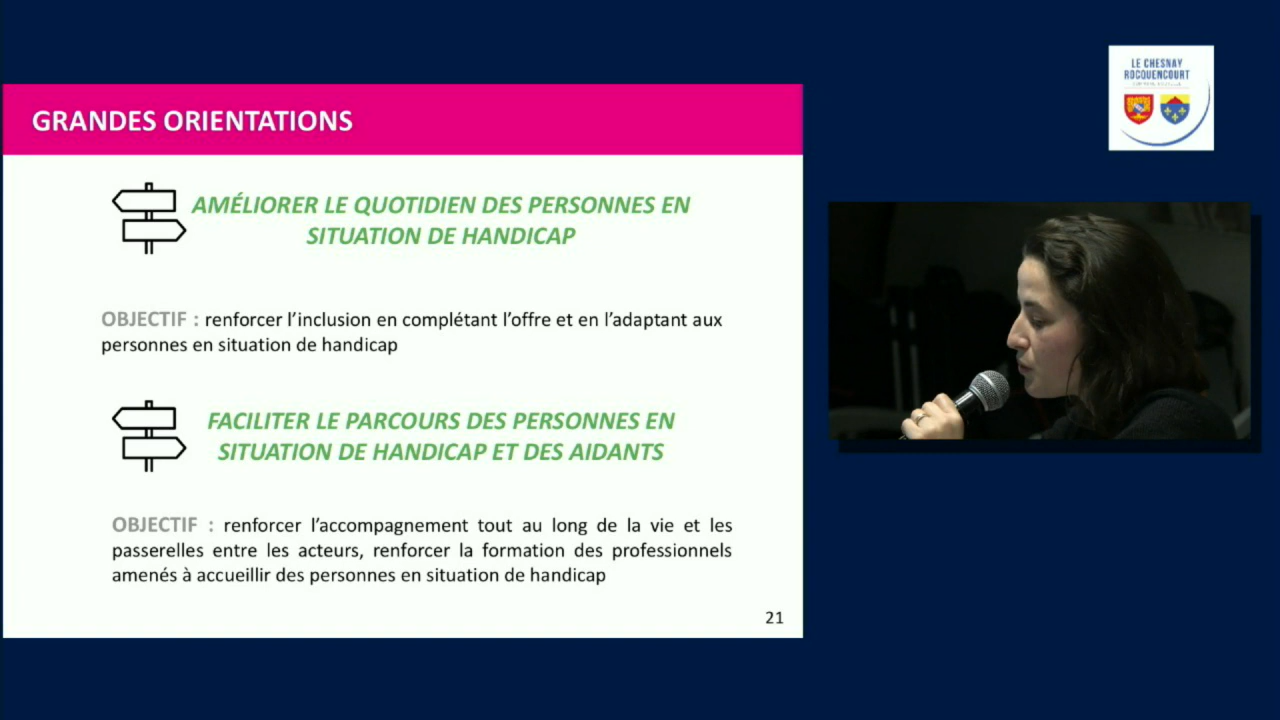 GRANDES ORIENTATIONS
AMÉLIORER LE QUOTIDIEN DES PERSONNES EN
SITUATION DE HANDICAP
OBJECTIF : renforcer l’inclusion en complétant l’offre et en l’adaptant aux
personnes en situation de handicap
FACILITER LE PARCOURS DES PERSONNES EN
SITUATION DE HANDICAP ET DES AIDANTS
OBJECTIF : renforcer l’accompagnement tout au long de la vie et les
passerelles entre les acteurs, renforcer la formation des professionnels
amenés à accueillir des personnes en situation de handicap
21
LE CHESNAY
ROCQUENCOURT